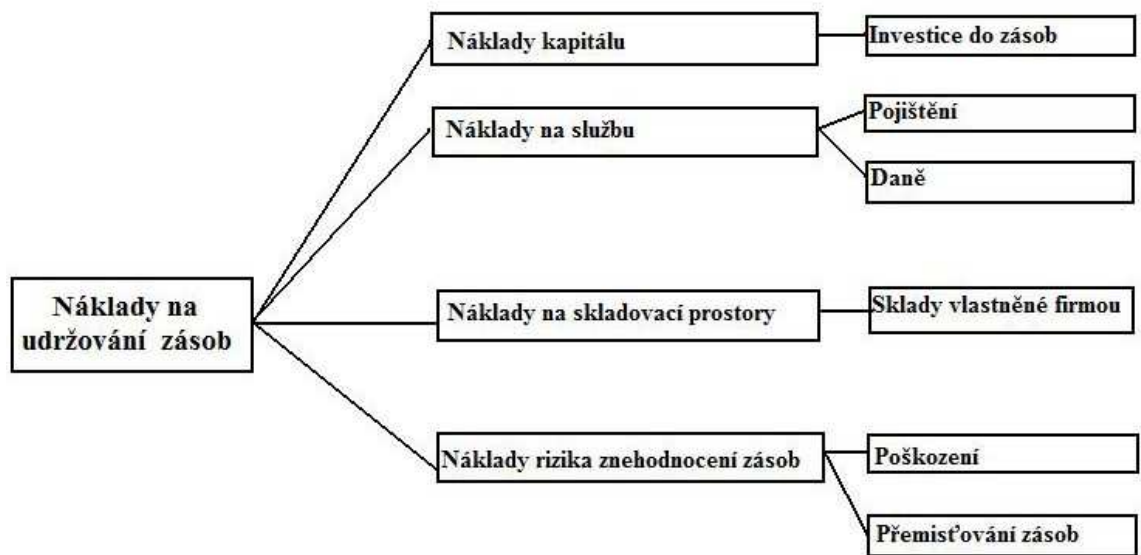 Náklady kapitálu
Investice do zásob
Náklady na službu
Pojištění
Daně
Náklady na
udržování zásob
Náklady na skladovací prostory
Sklady vlastněné firmou
Náklady rizika znehodnocení zásob
Poškození
Přemisťování zásob